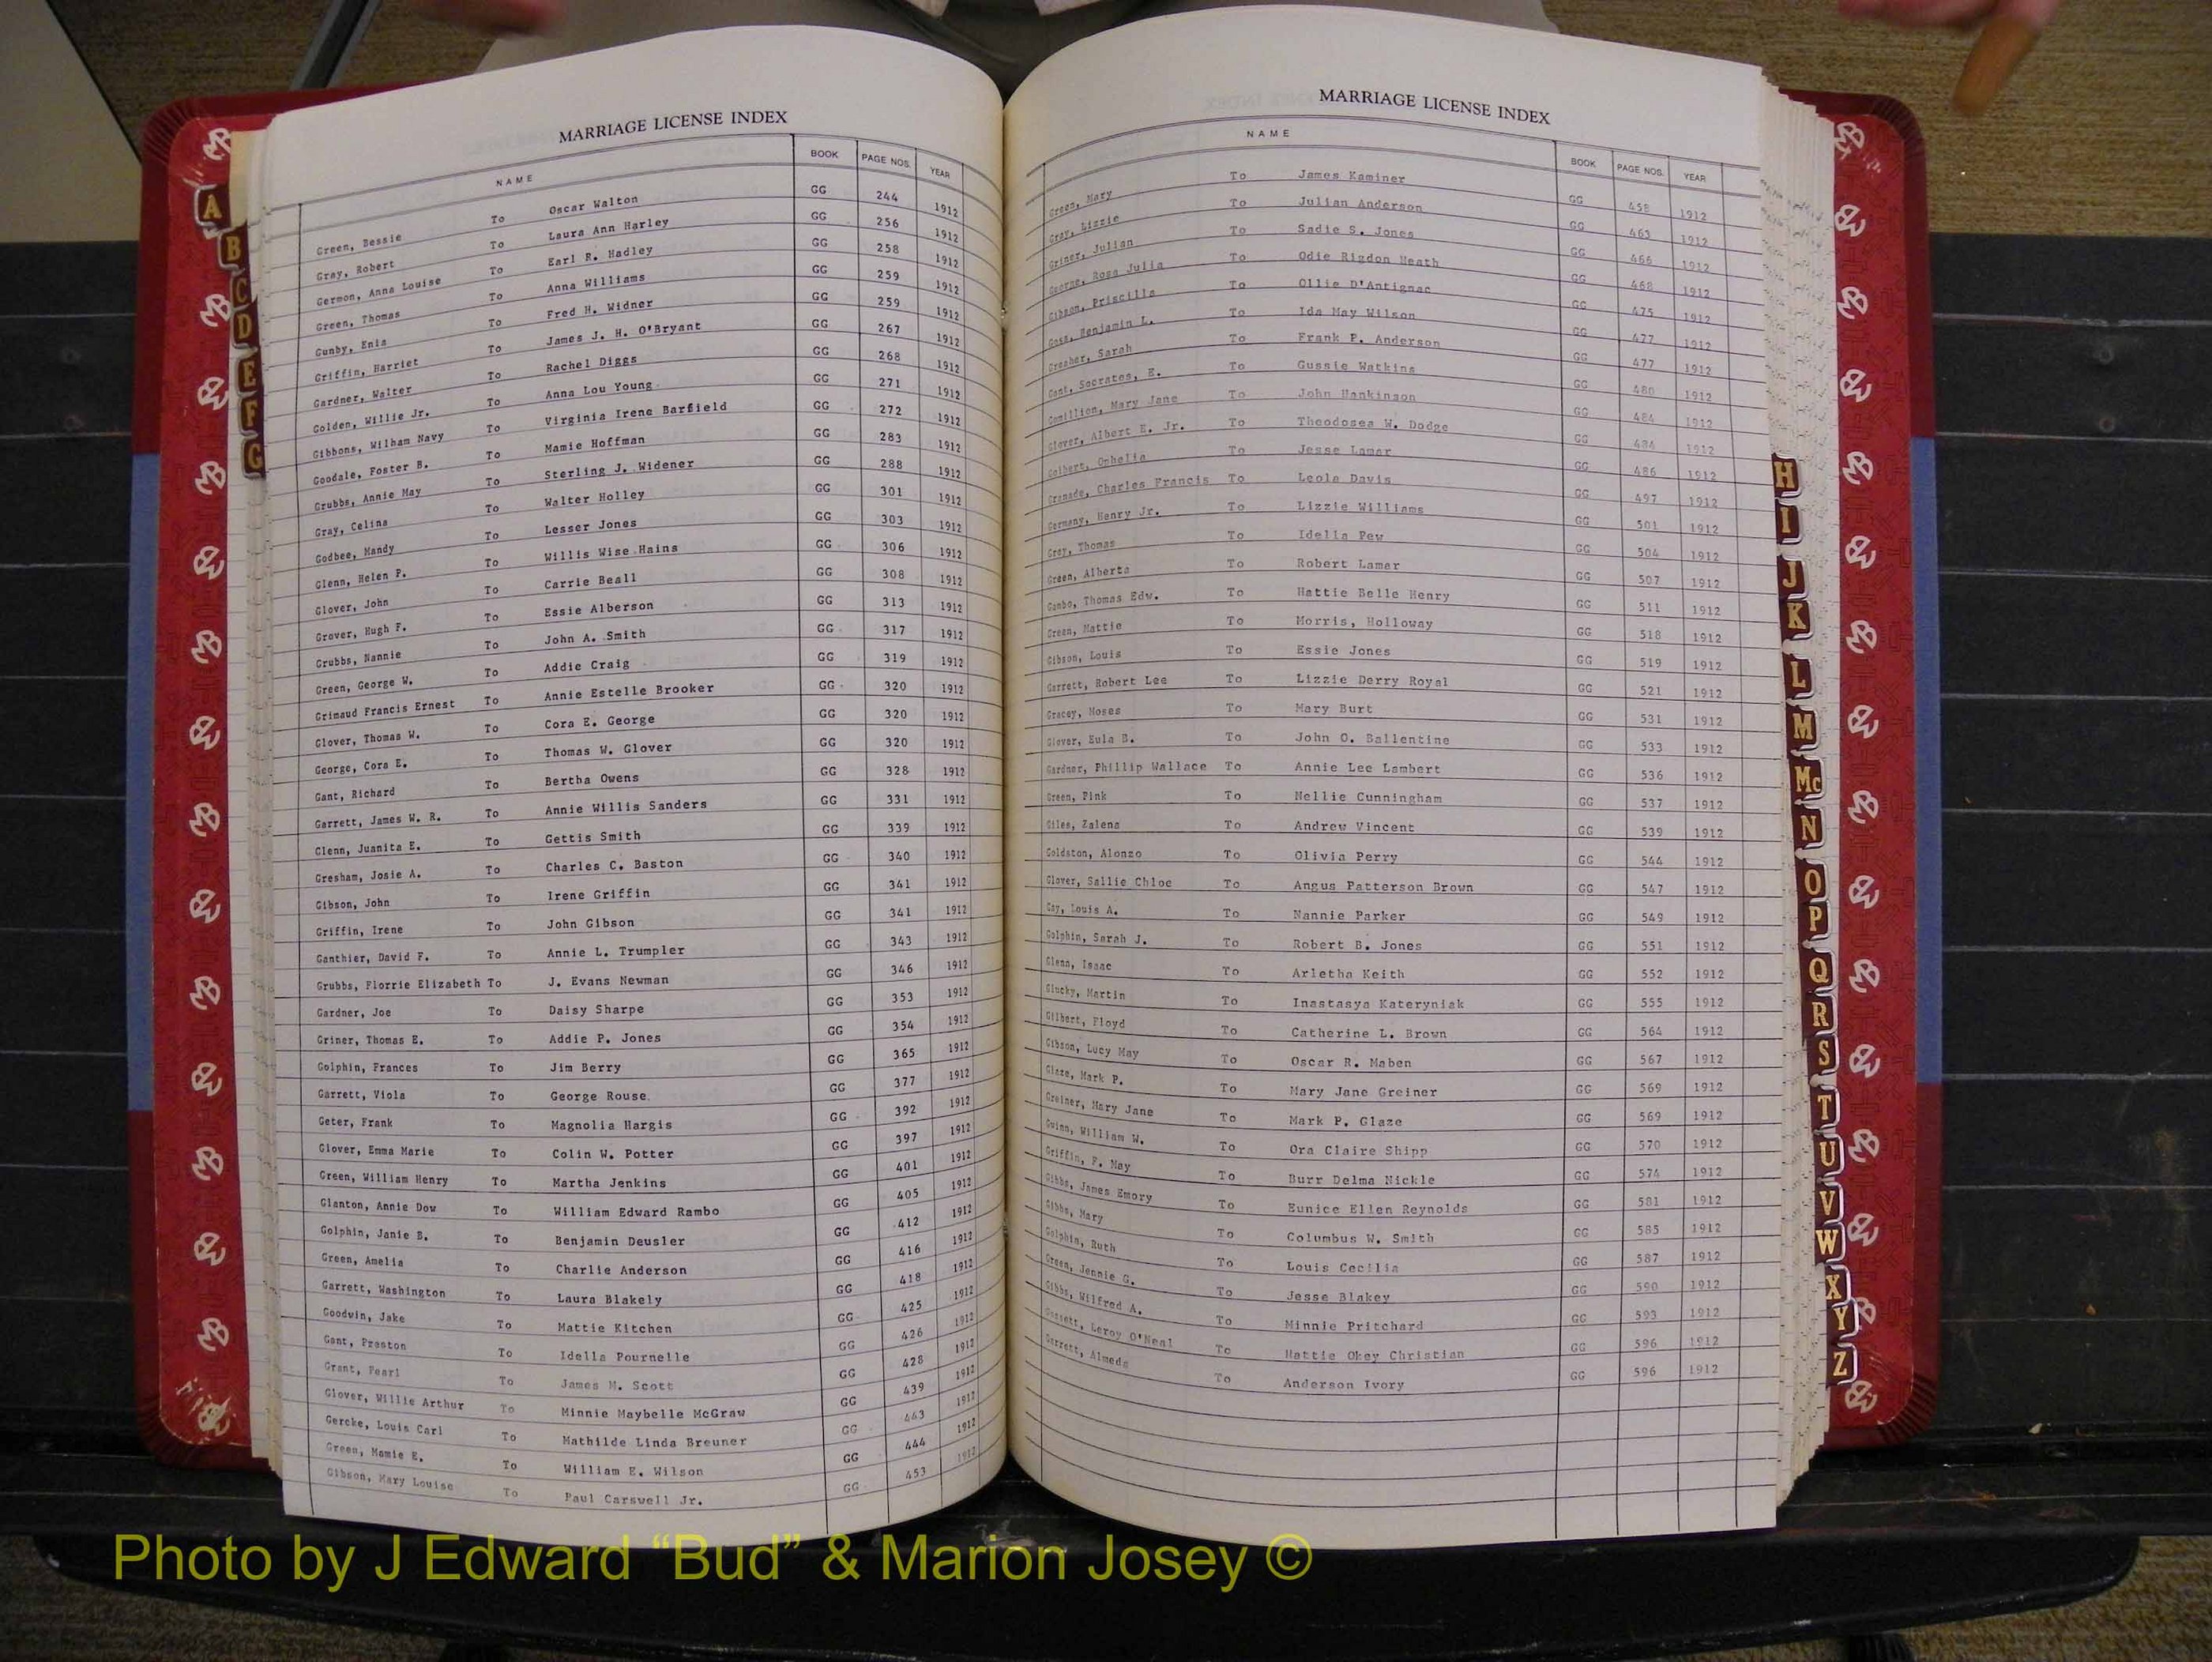 MARRIAGE LICENSE INDEX
NAME BOOK PAGE NOS. YEAR
Green, Bessie To Oscar Walton GG 244 1912
Gray, Robert To Laura Ann Harley GG 256 1912
Germon, Anna Louise To Earl R. Hadley GG 258 1912
Green, Thomas To Anna Williams GG 259 1912
Gunby, Enia To Fred H. Widner GG 259 1912
Griffin, Harriet To James J. H. O'Bryant GG 267 1912
Gardner, Walter To Rachel Diggs GG 268 1912
Golden, Willie Jr. To Anna Lou Young GG 271 1912
Gibbons, Wilham Navy To Virginia Irene Barfield GG 272 1912
Goodale, Foster B. To Mamie Hoffman GG 283 1912
Grubbs, Annie May To Sterling J. Widener GG 288 1912
Gray, Celina To Walter Holley GG 301 1912
Godbee, Mandy To Lesser Jones GG 303 1912
Glenn, Helen P. To Willis Wise Hains GG 306 1912
Glover, John To Carrie Beall GG 308 1912
Grover, Hugh F. To Essie Alberson GG 313 1912
Grubbs, Nannie To John A. Smith GG 317 1912
Green, George W. To Addie Craig GG 319 1912
Grimaud Francis Ernest To Annie Estelle Brooker GG 320 1912
Glover, Thomas W. To Cora E. George GG 320 1912
George, Cora E. To Thomas W. Glover GG 320 1912
Gant, Richard To Bertha Owens GG 328 1912
Garrett, James W. R. To Annie Willis Sanders GG 331 1912
Glenn, Juanita E. To Gettis Smith GG 339 1912
Gresham, Josie A. To Charles C. Baston GG 340 1912
Gibson, John To Irene Griffin GG 341 1912
Griffin, Irene To John Gibson GG 341 1912
Ganthier, David F. To Annie L. Trumpler GG 343 1912
Grubbs, Florrie Elizabeth To J. Evans Newman GG 346 1912
Gardner, Joe To Daisy Sharpe GG 353 1912
Griner, Thomas E. To Addie P. Jones GG 354 1912
Golphin, Frances To Jim Berry GG 365 1912
Garrett, Viola To George Rouse GG 377 1912
Geter, Frank To Magnolia Hargis GG 392 1912
Glover, Emma Marie To Colin W. Potter GG 397 1912
Green, William Henry To Martha Jenkins GG 401 1912
Glanton, Annie Dow To William Edward Rambo GG 405 1912
Golphin, Janie B. To Benjamin Deusler GG 412 1912
Green, Amelia To Charlie Anderson GG 416 1912
Garrett, Washington To Laura Blakely GG 418 1912
Goodwin, Jake To Mattie Kitchen GG 425 1912
Gant, Preston To Idella Pournelle GG 426 1912
Grant, Pearl To James M. Scott GG 428 1912
Glover, Willie Arthur To Minnie Maybelle McGraw GG 439 1912
Gercke, Louis Carl To Mathilde Linda Breuner GG 443 1912
Green, Mamie E. To William E. Wilson GG 444 1912
Gibson, Mary Louise To Paul Carswell Jr. GG 453 1912
MARRIAGE LICENSE INDEX
NAME BOOK PAGE NOS. YEAR
Green, Mary To James Kaminer GG 458 1912
Gray, Lizzie To Julian Anderson GG 463 1912
Griner, Julian To Sadie S. Jones GG 466 1912
George, Rosa Julia To Odie Rigdon Heath GG 468 1912
Gibson, Priscilla To Ollie D'Antignac GG 475 1912
Goss, Benjamin L. To Ida May Wilson GG 477 1912
Sarah To Frank P. Anderson GG 477 1912
Gant, Socrates, E. To Gussie Watkins GG 480 1912
Gomillion, Mary Jane To John Hankinson GG 484 1912
Glover, Albert E. Jr. To Theodosea W. Dodge GG 484 1912
Golbert, Ophelia To Jesse Lamar GG 486 1912
Granade, Charles Francis To Leola Davis GG 497 1912
Germany, Henry Jr. To Lizzie Williams GG 501 1912
Gray, Thomas To Idella Pew GG 504 1912
Green, Alberta To Robert Lamer GG 507 1912
Thomas Edw. To Hattie Belle Henry GG 511 1912
Green, Mattie To Morris, Holloway GG 518 1912
Gibson, Louis To Essie Jones GG 519 1912
Garrett, Robert Lee To Lizzie Derry Royal GG 521 1912
Gracey, Moses To Mary Burt GG 531 1912
Glover, Eula B. To John O. Ballentine GG 533 1912
Gardner, Phillip Wallace To Annie Lee Lambert GG 536 1912
Green, Pink To Nellie Cunningham GG 537 1912
Giles, Zalena To Andrew Vincent GG 539 1912
Goldston, Alonzo To Olivia Perry GG 544 1912
Glover, Sallie Chloe To Angus Patterson Brown GG 547 1912
Gay, Louis A. To Nannie Parker GG 549 1912
Golphin, Sarah J. To Robert B. Jones GG 551 1912
Glenn, Isaac To Arletha Keith GG 552 1912
Glucky, Martin To Inastasya Kateryniak GG 555 1912
Gilbert, Floyd To Catherine L. Brown GG 564 1912
Gibson, Lucy May To Oscar R. Maben GG 567 1912
Glaze, Mark P. To Mary Jane Greiner GG 569 1912
Greiner, Mary Jane To Mark P. Glaze GG 569 1912
Guinn, William W. To Ora Claire Shipp GG 570 1912
Griffin, F. May To Burr Delma Nickle GG 574 1912
Gibbs, James Emory To Eunice Ellen Reynolds GG 581 1912
Gibbs, Mary To Columbus W. Smith GG 585 1912
Golphin, Ruth To Louis Cecilia GG 587 1912
Green, Jennie G. To Jesse Blakey GG 590 1912
Gibbs, Wilfred A. To Minnie Pritchard GG 593 1912
Gossett, Leroy O'Neal To Hattie Okey Christian GG 596 1912
Garrett, Almeda To Anderson Ivory GG 596 1912
A
B
C
D
E
F
G
H
I
J
K
L
M
Mc
N
O
P
Q
R
S
T
U
V
W
X
Y
Z
Photo by J Edward “Bud” & Marion Josey ©